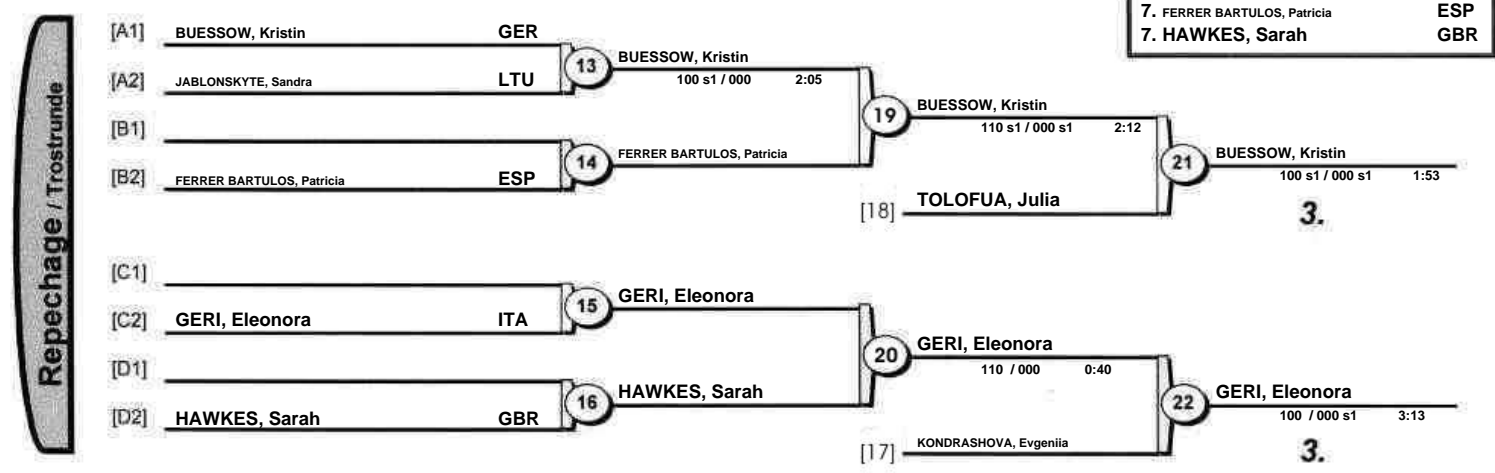 7. FERRER BARTULOS, Patricia ESP
7. HAWKES, Sarah GBR
Repechage / Trostrunde
[A1] BUESSOW, Kristin GER
[A2] JABLONSKYTE, Sandra LTU
13 BUESSOW, Kristin
100 s1 / 000 2:05
[B1]
[B2] FERRER BARTULOS, Patricia ESP
14 FERRER BARTULOS, Patricia
19 BUESSOW, Kristin
110 s1 / 000 s1 2:12
[18] TOLOFUA, Julia
21 BUESSOW, Kristin
100 s1 / 000 s1 1:53
3.
[C1]
[C2] GERI, Eleonora ITA
15 GERI, Eleonora
[D1]
[D2] HAWKES, Sarah GBR
16 HAWKES, Sarah
20 GERI, Eleonora
110 / 000 0:40
[17] KONDRASHOVA, Evgeniia
22 GERI, Eleonora
100 / 000 s1 3:13
3.